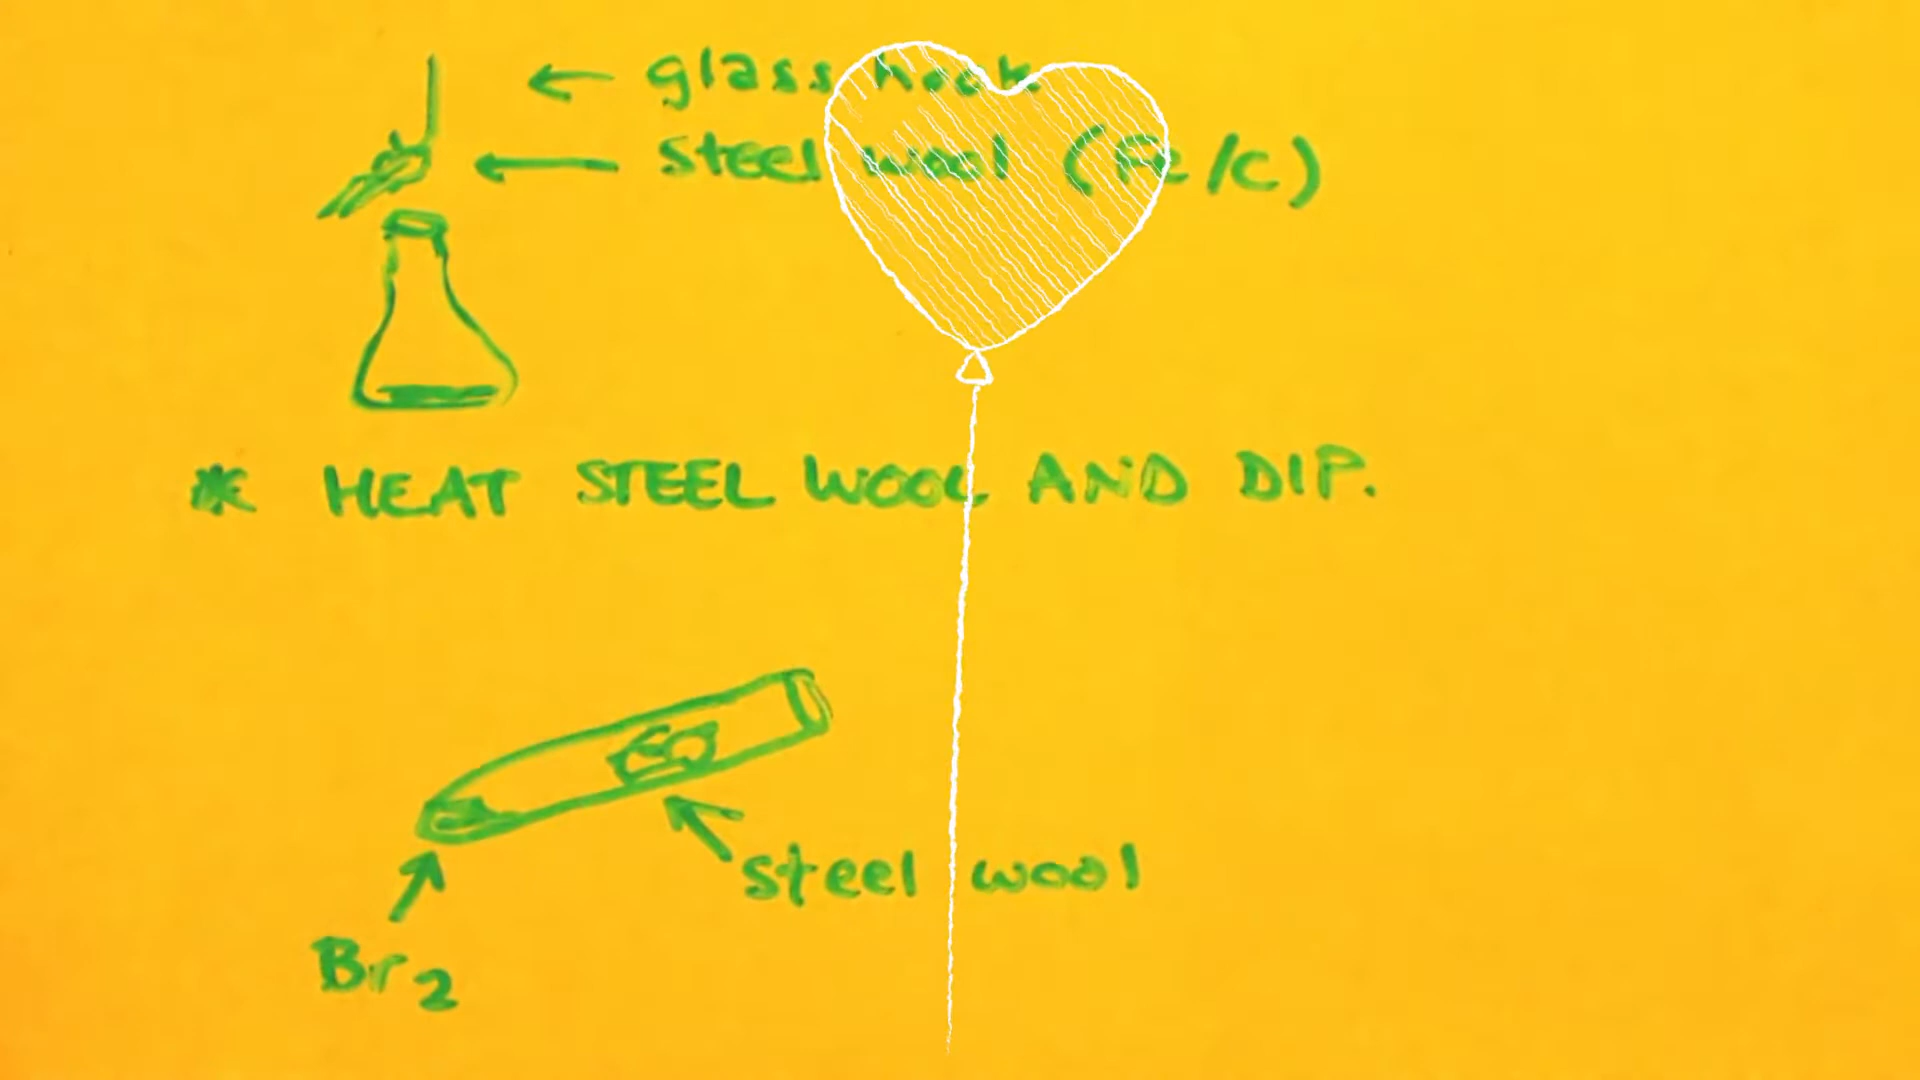 ← glass hook
← steel wool (Fe/C)
* HEAT STEEL WOOL AND DIP.
steel wool
Br2